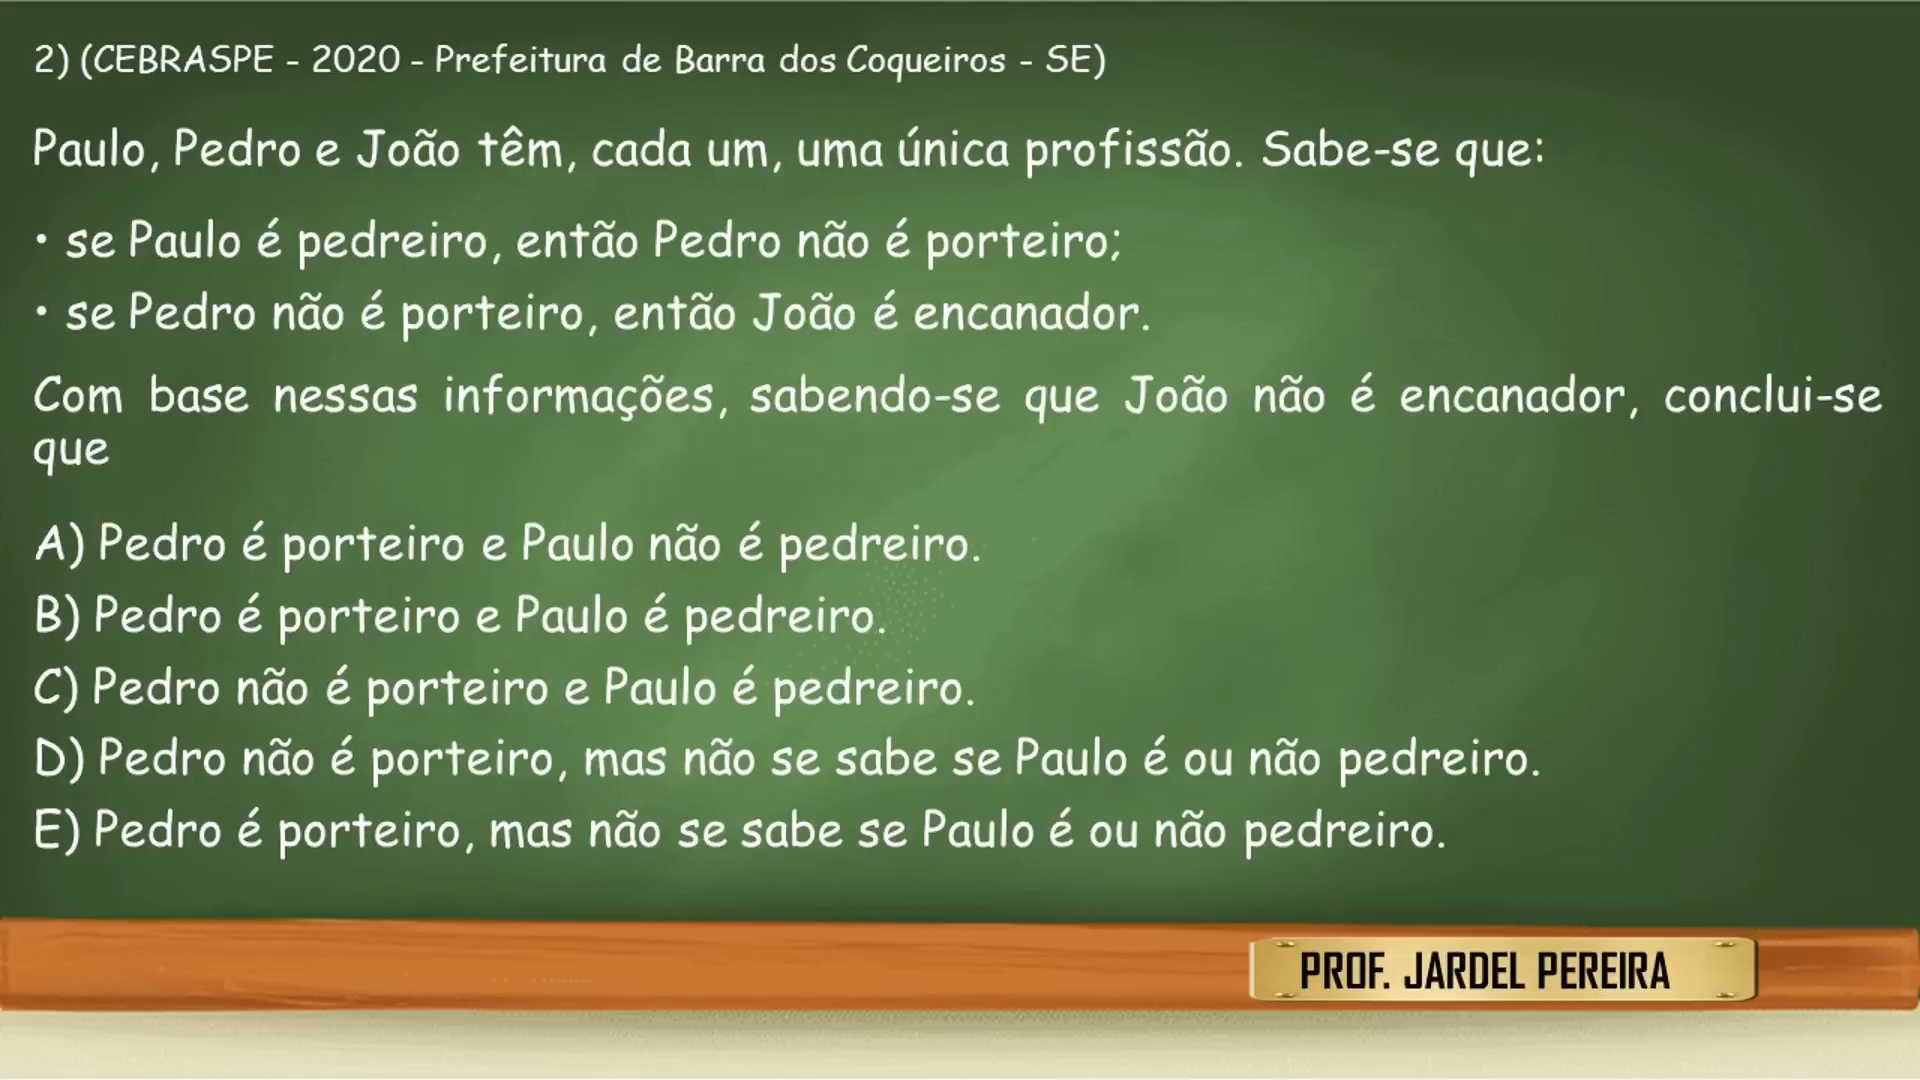 2) (CEBRASPE - 2020 - Prefeitura de Barra dos Coqueiros - SE)
Paulo, Pedro e João têm, cada um, uma única profissão. Sabe-se que:
• se Paulo é pedreiro, então Pedro não é porteiro;
• se Pedro não é porteiro, então João é encanador.
Com base nessas informações, sabendo-se que João não é encanador, conclui-se
que
A) Pedro é porteiro e Paulo não é pedreiro.
B) Pedro é porteiro e Paulo é pedreiro.
C) Pedro não é porteiro e Paulo é pedreiro.
D) Pedro não é porteiro, mas não se sabe se Paulo é ou não pedreiro.
E) Pedro é porteiro, mas não se sabe se Paulo é ou não pedreiro.
PROF. JARDEL PEREIRA